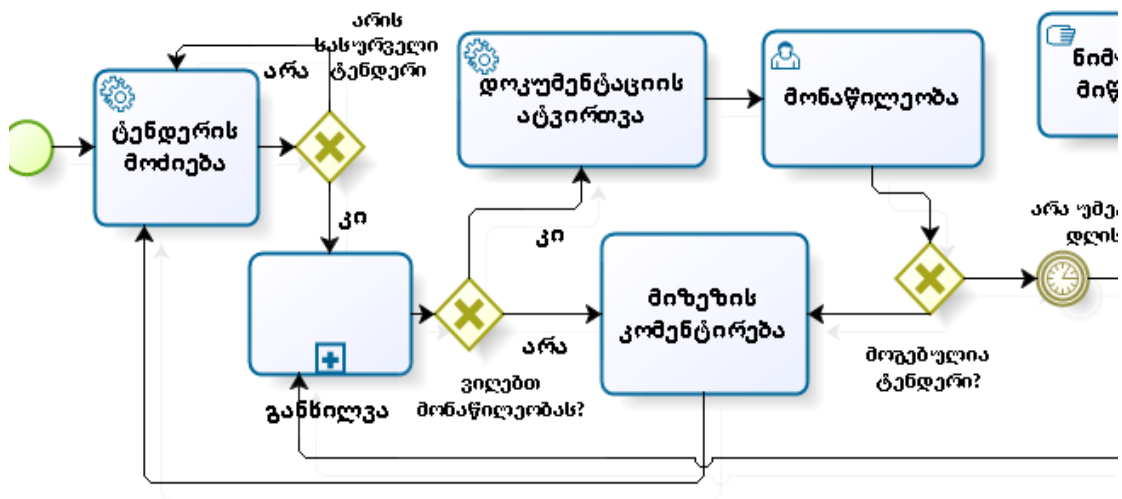 არის
სასურველი
ტენდერი
არა
ტენდერის
მოძიება
კი
დოკუმენტაციის
ატვირთვა
მონაწილეობა
კი
არა
განხილვა
ვიღებთ
მონაწილეობას?
მიზეზის
კომენტირება
მოგებულია
ტენდერი?
არა